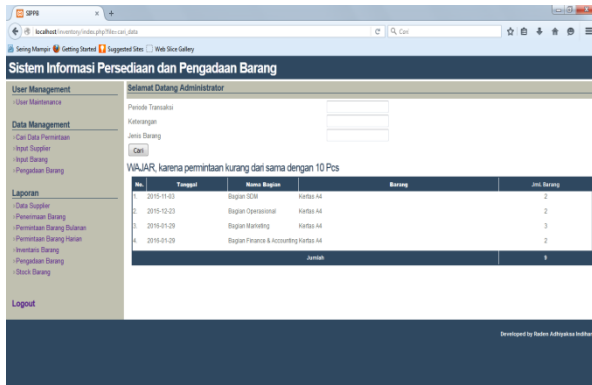 SIPPB
localhost/inventory/index.php?file=cari_data
Cari
Sering Mampir Getting Started Suggested Sites Web Slice Gallery
Sistem Informasi Persediaan dan Pengadaan Barang
User Management
User Maintenance
Data Management
Cari Data Permintaan
Input Supplier
Input Barang
Pengadaan Barang
Laporan
Data Supplier
Penerimaan Barang
Permintaan Barang Bulanan
Permintaan Barang Harian
Inventaris Barang
Pengadaan Barang
Stock Barang
Logout
Selamat Datang Administrator
Periode Transaksi
Keterangan
Jenis Barang
Cari
WAJAR, karena permintaan kurang dari sama dengan 10 Pcs
No. Tanggal Nama Bagian Barang Jml. Barang
1. 2015-11-03 Bagian SDM Kertas A4 2
2. 2015-12-23 Bagian Operasional Kertas A4 2
3. 2016-01-29 Bagian Marketing Kertas A4 3
4. 2016-01-29 Bagian Finance & Accounting Kertas A4 2
Jumlah 9
Developed by Raden Adhiyaksa Indiharto